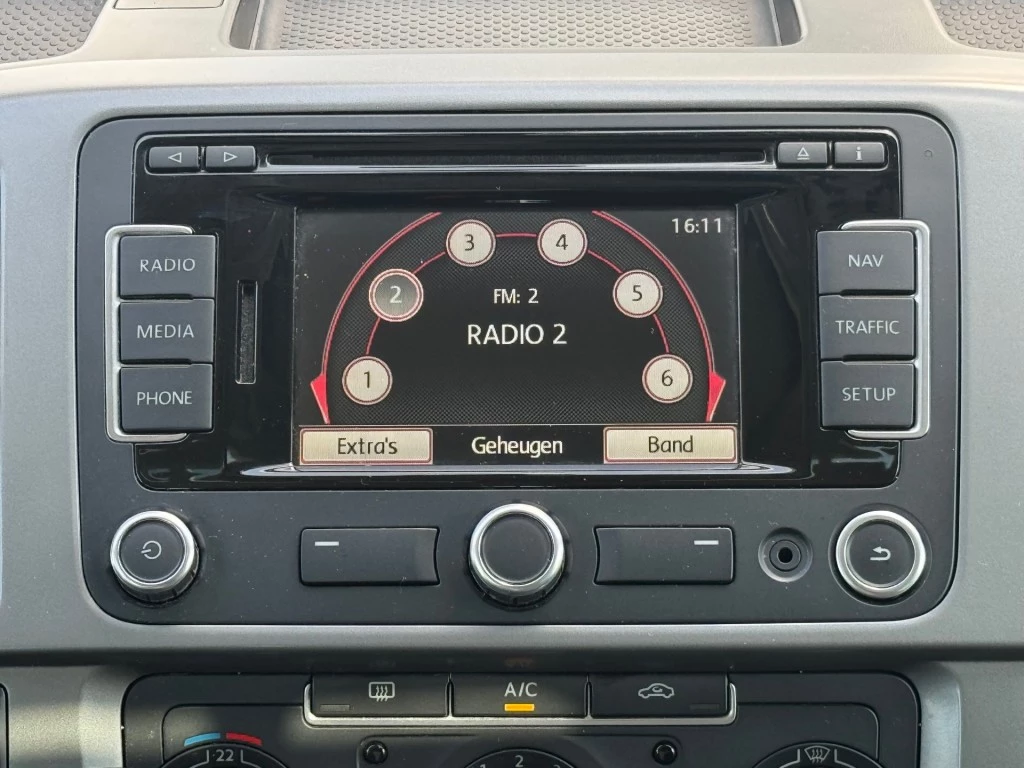 i
RADIO
MEDIA
PHONE
16:11
3
4
2
5
1
6
FM: 2
RADIO 2
Extra's
Geheugen
Band
NAV
TRAFFIC
SETUP
A/C
22
2